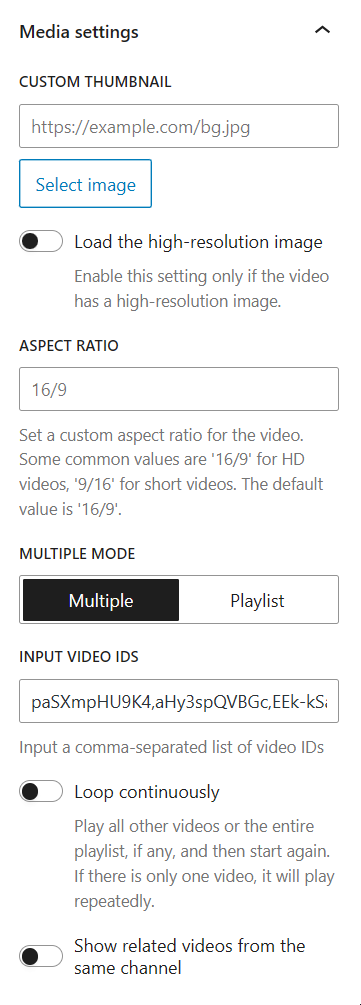 Media settings
CUSTOM THUMBNAIL
https://example.com/bg.jpg
Select image
Load the high-resolution image
Enable this setting only if the video
has a high-resolution image.
ASPECT RATIO
16/9
Set a custom aspect ratio for the video.
Some common values are '16/9' for HD
videos, '9/16' for short videos. The default
value is '16/9'.
MULTIPLE MODE
Multiple Playlist
INPUT VIDEO IDS
paSXmpHU9K4,aHy3spQVBGc,EEk-kSa
Input a comma-separated list of video IDs
Loop continuously
Play all other videos or the entire
playlist, if any, and then start again.
If there is only one video, it will play
repeatedly.
Show related videos from the
same channel